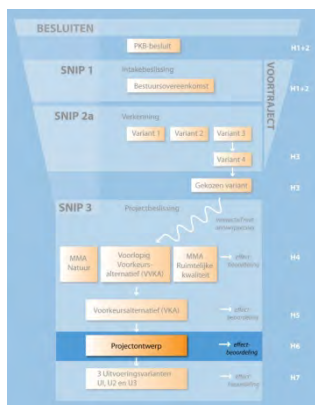 BESLUITEN
PKB-besluit
H1+2
SNIP 1
Intakebeslissing
Bestuursovereenkomst
H1+2
VOORTRAJECT
SNIP 2a
Verkenning
Variant 1
Variant 2
Variant 3
Variant 4
H3
Gekozen variant
H3
SNIP 3
Projectbeslissing
MMA
Natuur
Voorlopig
Voorkeurs-
alternatief (VVKA)
MMA
Ruimtelijke
kwaliteit
effect-
beoordeling
H4
Voorkeursalternatief (VKA)
effect-
beoordeling
H5
Projectontwerp
effect-
beoordeling
H6
3 Uitvoeringsvarianten
U1, U2 en U3
effect-
beoordeling
H7